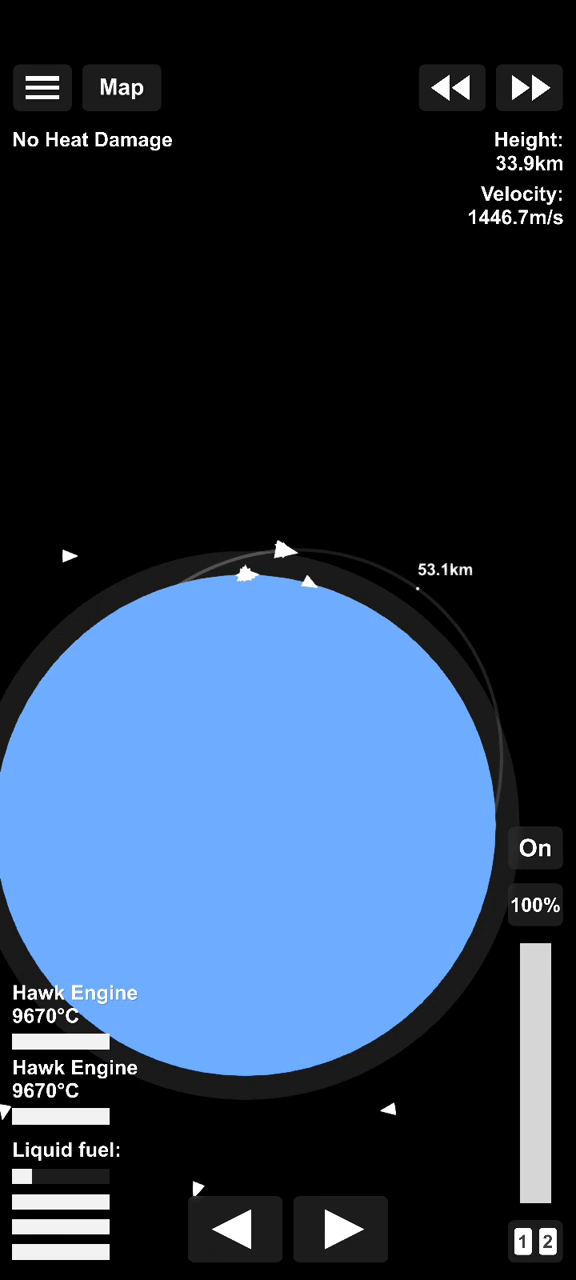 Map
No Heat Damage
Height:
33.9km
Velocity:
1446.7m/s
53.1km
On
100%
Hawk Engine
9670°C
Hawk Engine
9670°C
Liquid fuel:
1 2